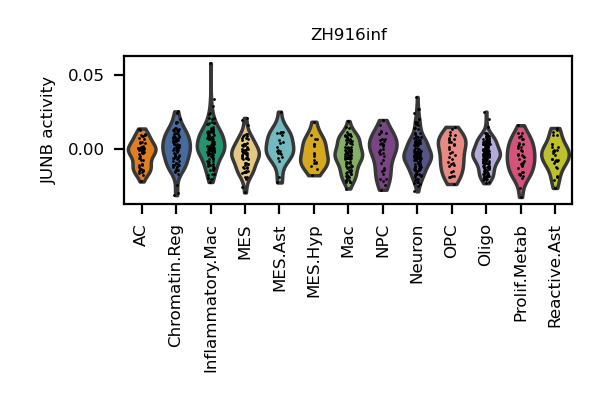 ZH916inf
JUNB activity
0.05
0.00
AC
Chromatin.Reg
Inflammatory.Mac
MES
MES.Ast
MES.Hyp
Mac
NPC
Neuron
OPC
Oligo
Prolif.Metab
Reactive.Ast